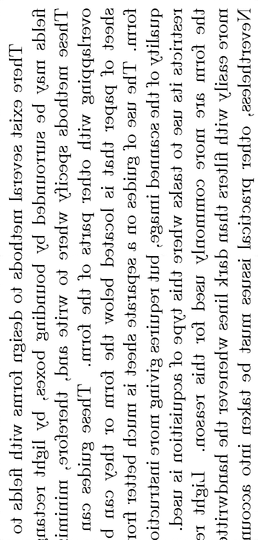 There exist several methods to design forms with fields to
fields may be surrounded by bounding boxes, by light rectang
These methods specify where to write and, therefore, minimi
overlapping with other parts of the form. These guides can
sheet of paper that is located below the form or they can b
form. The use of guides on a separate sheet is much better fr
quality of the scanned image, but requires giving more instructio
restricts its use to tasks where this type of acquisition is used.
the form are more commonly used for this reason. Light re
more easily with filters than dark lines whenever the handwritte
Nevertheless, other practical issues must be taken into accoun